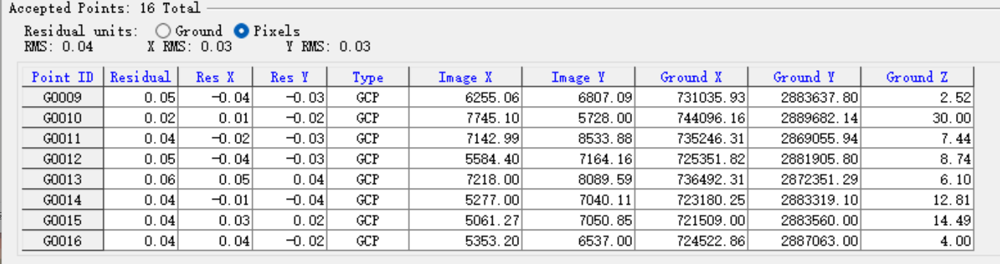 Accepted Points: 16 Total
Residual units: Ground Pixels
RMS: 0.04 X RMS: 0.03 Y RMS: 0.03
Point ID Residual Res X Res Y Type Image X Image Y Ground X Ground Y Ground Z
G0009 0.05 -0.04 -0.03 GCP 6255.06 6807.09 731035.93 2883637.80 2.52
G0010 0.02 0.01 -0.02 GCP 7745.10 5728.00 744096.16 2889682.14 30.00
G0011 0.04 -0.02 -0.03 GCP 7142.99 8533.88 735246.31 2869055.94 7.44
G0012 0.05 -0.04 -0.03 GCP 5584.40 7164.16 725351.82 2881905.80 8.74
G0013 0.06 0.05 0.04 GCP 7218.00 8089.59 736492.31 2872351.29 6.10
G0014 0.04 -0.01 -0.04 GCP 5277.00 7040.11 723180.25 2883319.10 12.81
G0015 0.04 0.03 0.02 GCP 5061.27 7050.85 721509.00 2883560.00 14.49
G0016 0.04 0.04 -0.02 GCP 5353.20 6537.00 724522.86 2887063.00 4.00